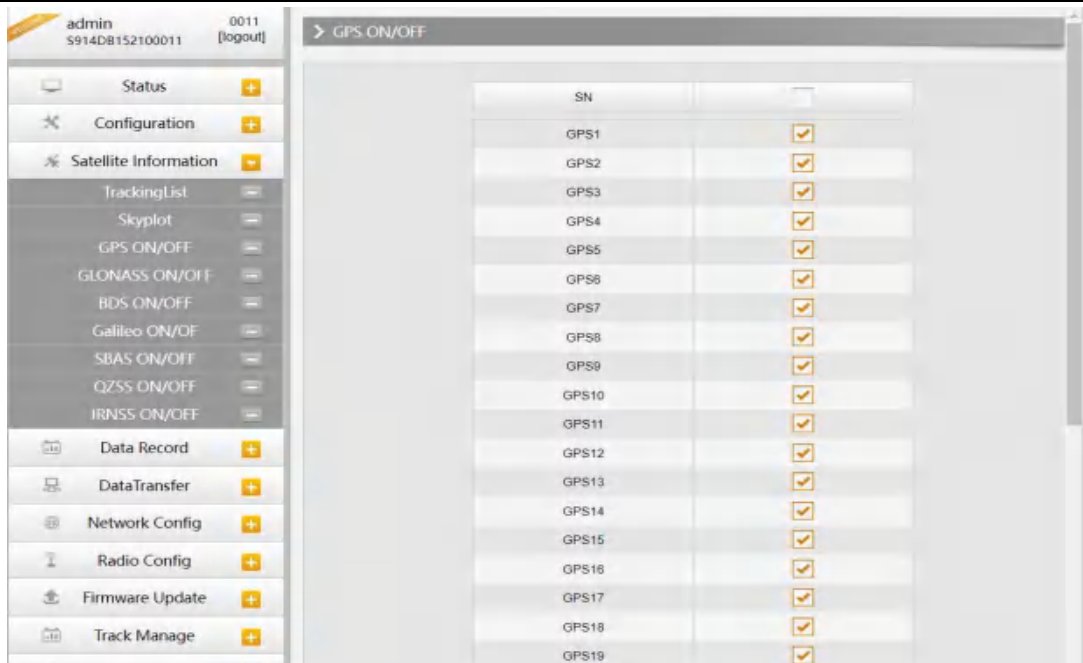 admin
0011
S914DB152100011
[logout]
Status
Configuration
Satellite Information
TrackingList
Skyplot
GPS ON/OFF
GLONASS ON/OFF
BDS ON/OFF
Galileo ON/OF
SBAS ON/OFF
QZSS ON/OFF
IRNSS ON/OFF
Data Record
DataTransfer
Network Config
Radio Config
Firmware Update
Track Manage
GPS ON/OFF
SN
GPS1
GPS2
GPS3
GPS4
GPS5
GPS6
GPS7
GPS8
GPS9
GPS10
GPS11
GPS12
GPS13
GPS14
GPS15
GPS16
GPS17
GPS18
GPS19